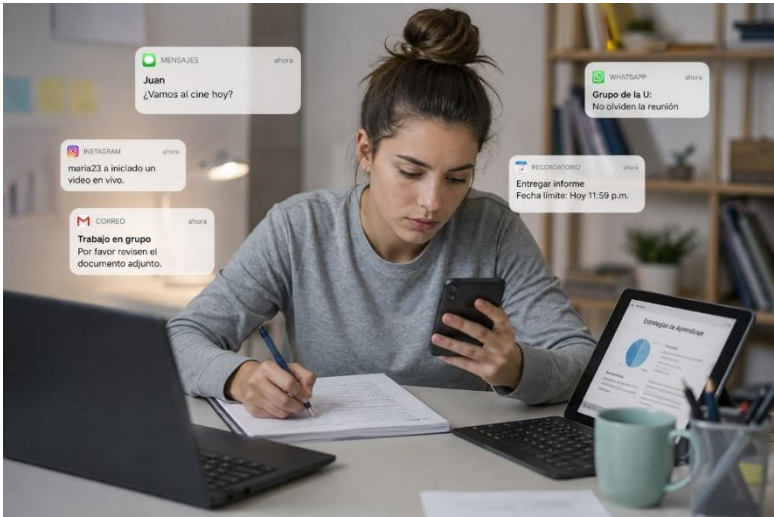 MENSAJES ahora
Juan
¿Vamos al cine hoy?
WHATSAPP ahora
Grupo de la U:
No olviden la reunión
INSTAGRAM ahora
maria23 a iniciado un
video en vivo.
RECORDATORIO ahora
Entregar informe
Fecha límite: Hoy 11:59 p.m.
CORREO ahora
Trabajo en grupo
Por favor revisen el
documento adjunto.
Estrategias de Aprendizaje